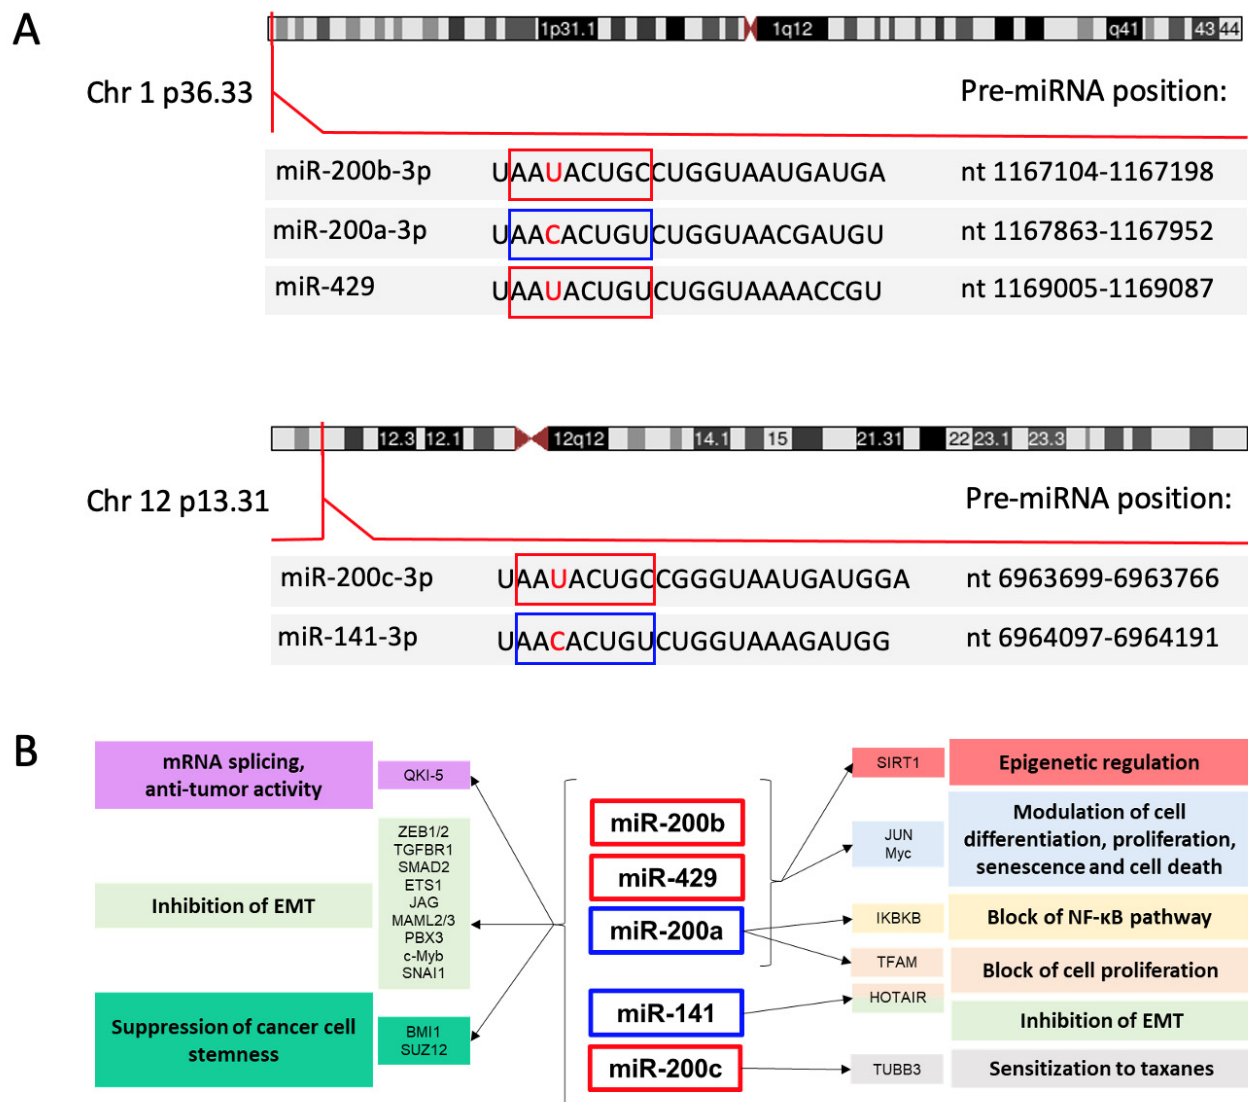 A
1p31.1 1q12 q41 43 44
Chr 1 p36.33
Pre-miRNA position:
miR-200b-3p UAAUACUGCCUGGUAAUGAUGA nt 1167104-1167198
miR-200a-3p UAACACUGUCUGGUAACGAUGU nt 1167863-1167952
miR-429 UAAUACUGUCUGGUAAAACCGU nt 1169005-1169087
12.3 12.1 12q12 14.1 15 21.31 22 23.1 23.3
Chr 12 p13.31
Pre-miRNA position:
miR-200c-3p UAAUACUGCCGGGUAAUGAUGGA nt 6963699-6963766
miR-141-3p UAACACUGUCUGGUAAAGAUGG nt 6964097-6964191
B
mRNA splicing,
anti-tumor activity
QKI-5
Inhibition of EMT
ZEB1/2
TGFBR1
SMAD2
ETS1
JAG
MAML2/3
PBX3
c-Myb
SNAI1
Suppression of cancer cell
stemness
BMI1
SUZ12
miR-200b
miR-429
miR-200a
miR-141
miR-200c
SIRT1
Epigenetic regulation
JUN
Myc
Modulation of cell
differentiation, proliferation,
senescence and cell death
IKBKB
Block of NF-κB pathway
TFAM
Block of cell proliferation
HOTAIR
Inhibition of EMT
TUBB3
Sensitization to taxanes